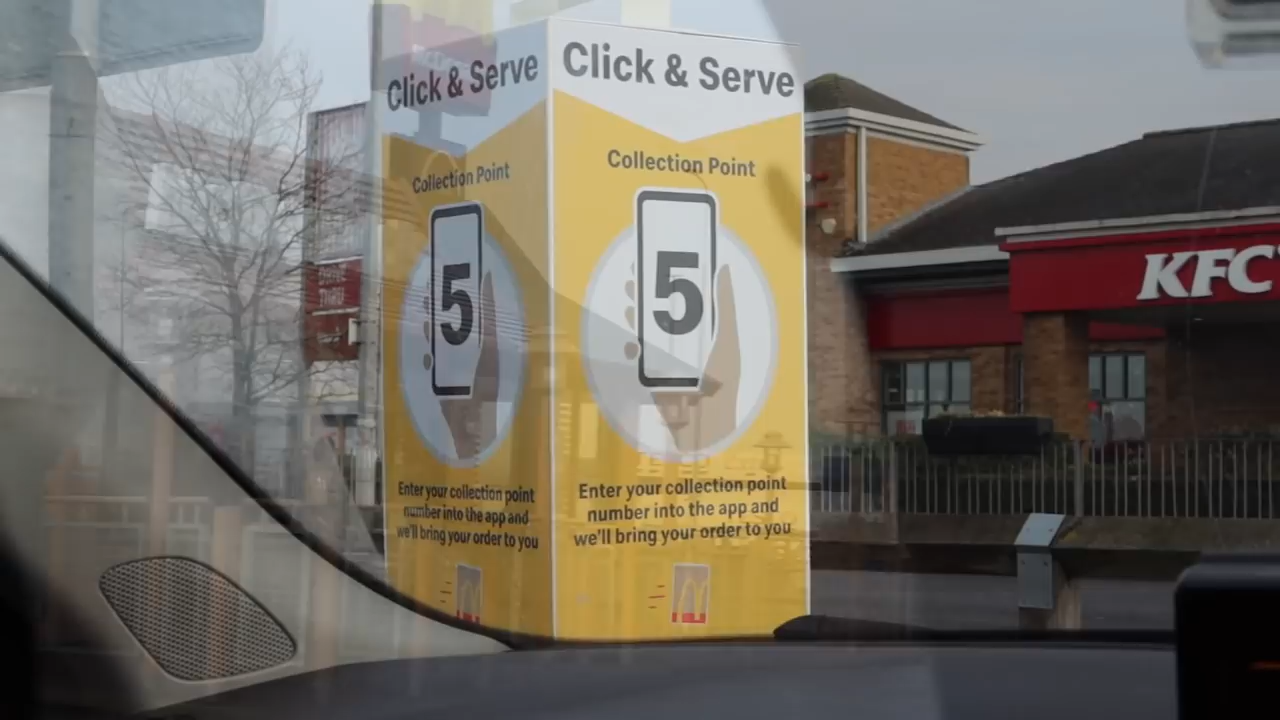 Click & Serve
Collection Point
5
Enter your collection point
number into the app and
we'll bring your order to you
Click & Serve
Collection Point
5
Enter your collection point
number into the app and
we'll bring your order to you
DRIVE
THRU
KFC